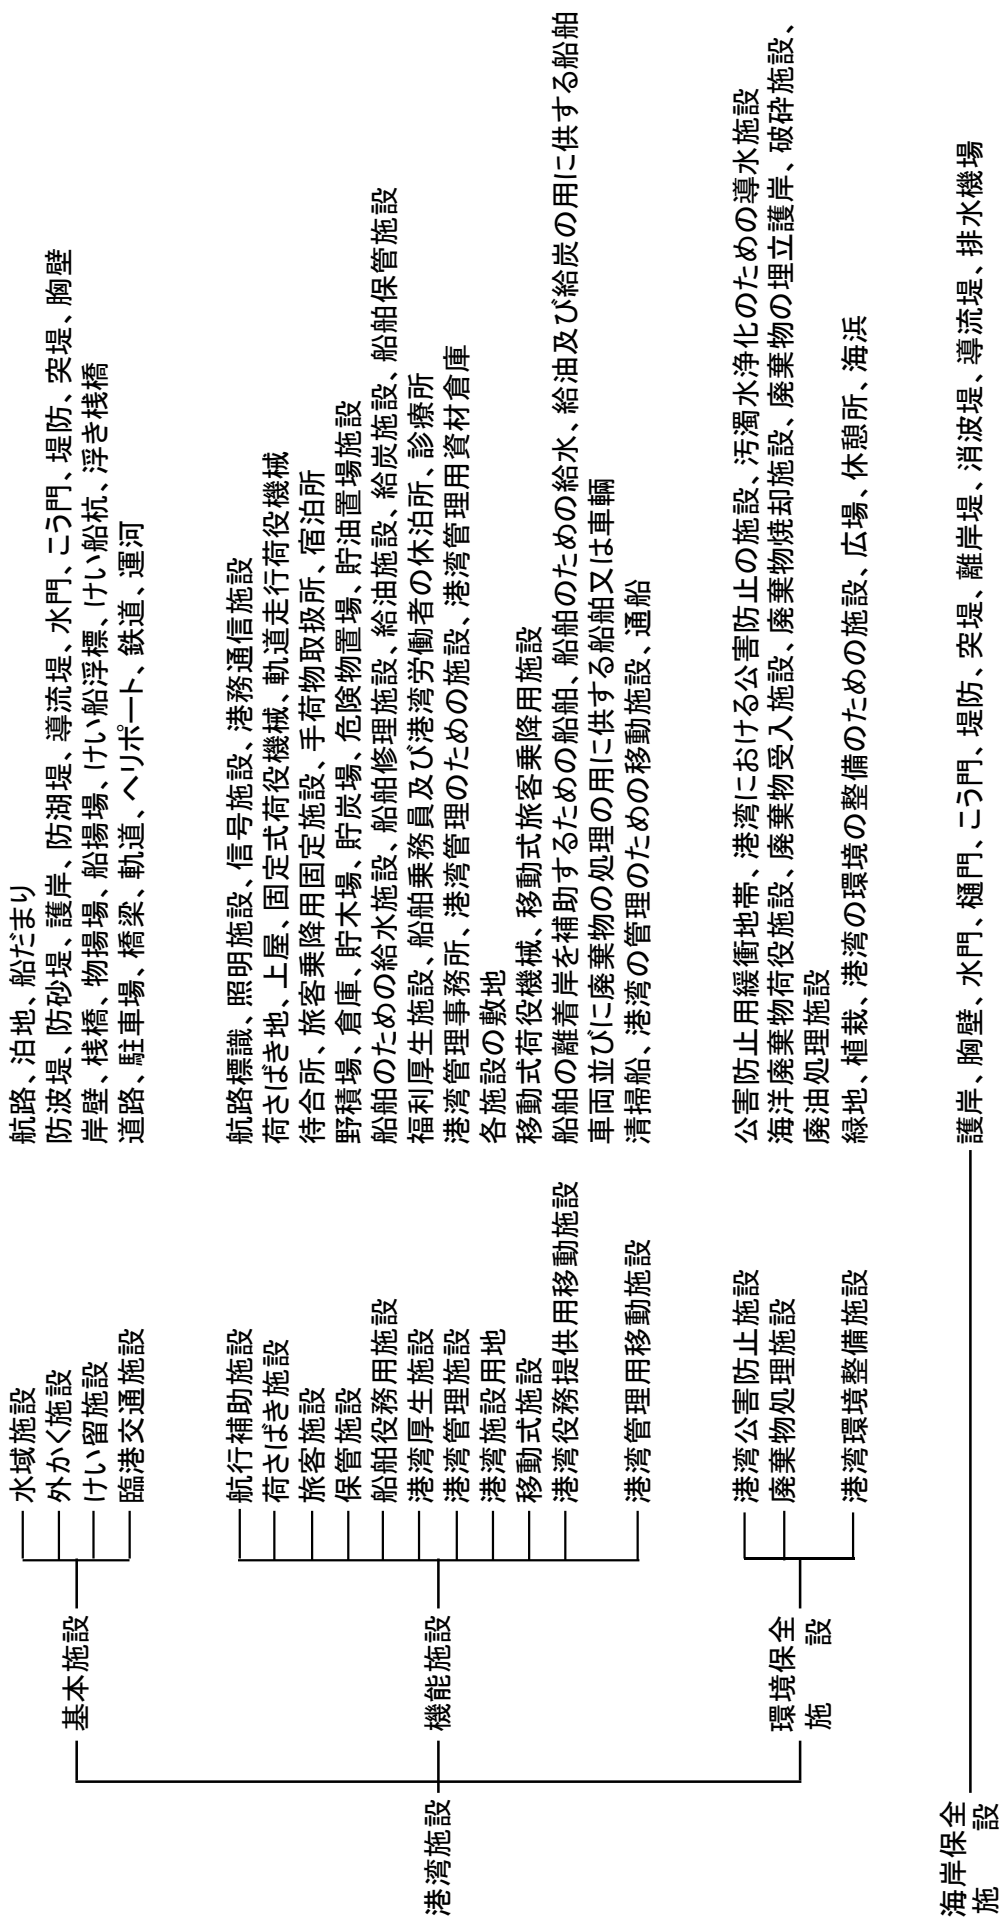 港湾施設
基本施設
水域施設 航路、泊地、船だまり
外かく施設 防波堤、防砂堤、護岸、防湖堤、導流堤、水門、こう門、堤防、突堤、胸壁
けい留施設 岸壁、桟橋、物揚場、船揚場、けい船浮標、けい船杭、浮き桟橋
臨港交通施設 道路、駐車場、橋梁、軌道、ヘリポート、鉄道、運河
機能施設
航行補助施設 航路標識、照明施設、信号施設、港務通信施設
荷さばき施設 荷さばき地、上屋、固定式荷役機械、軌道走行荷役機械
旅客施設 待合所、旅客乗降用固定施設、手荷物取扱所、宿泊所
保管施設 野積場、倉庫、貯木場、貯炭場、危険物置場、貯油置場施設
船舶役務用施設 船舶のための給水施設、船舶修理施設、給油施設、給炭施設、船舶保管施設
港湾厚生施設 福利厚生施設、船舶乗務員及び港湾労働者の休泊所、診療所
港湾管理施設 港湾管理事務所、港湾管理のための施設、港湾管理用資材倉庫
港湾施設用地 各施設の敷地
移動式施設 移動式荷役機械、移動式旅客乗降用施設
港湾役務提供用移動施設 船舶の離着岸を補助するための船舶、船舶のための給水、給油及び給炭の用に供する船舶
車両並びに廃棄物の処理の用に供する船舶又は車輛
港湾管理用移動施設 清掃船、港湾の管理のための移動施設、通船
環境保全
施設
港湾公害防止施設 公害防止用緩衝地帯、港湾における公害防止の施設、汚濁水浄化のための導水施設
廃棄物処理施設 海洋廃棄物荷役施設、廃棄物受入施設、廃棄物焼却施設、廃棄物の埋立護岸、破砕施設、
廃油処理施設
港湾環境整備施設 緑地、植栽、港湾の環境の整備のための施設、広場、休憩所、海浜
海岸保全
施設
護岸、胸壁、水門、樋門、こう門、堤防、突堤、離岸堤、消波堤、導流堤、排水機場